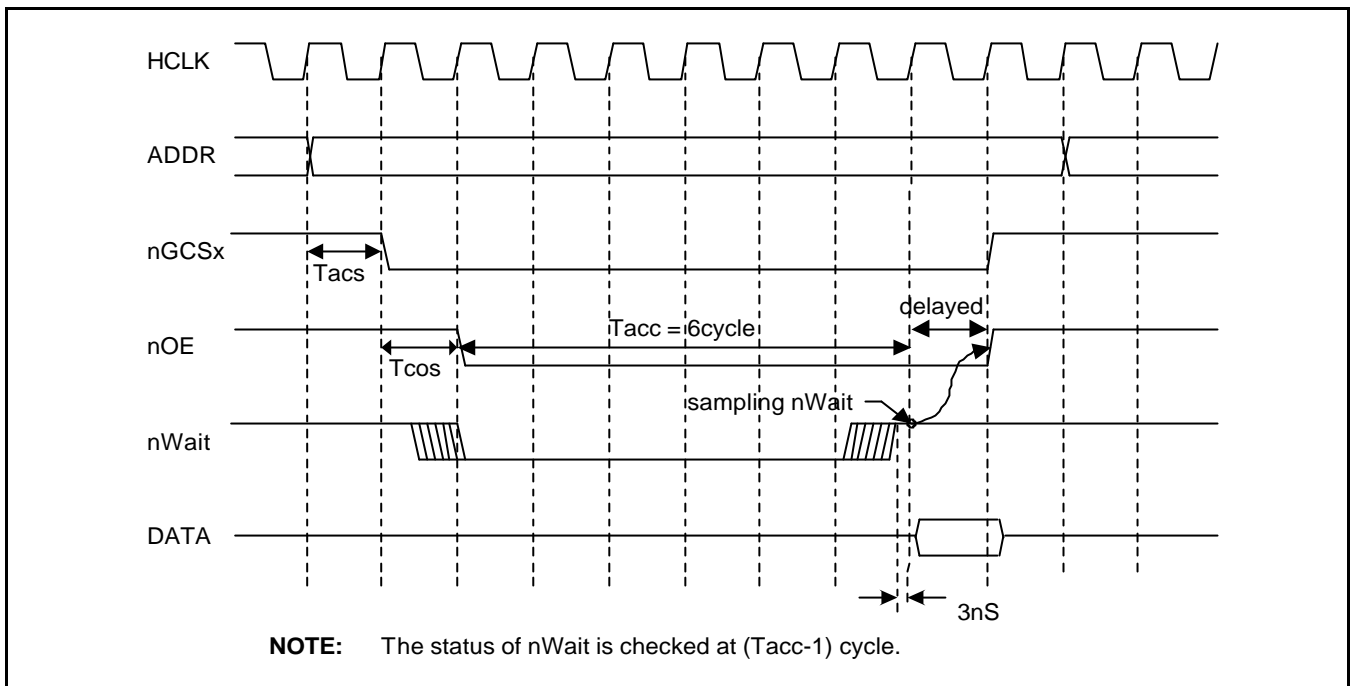 HCLK
ADDR
nGCSx
Tacs
delayed
nOE
Tacc = 6cycle
Tcos
sampling nWait
nWait
DATA
3nS
NOTE: The status of nWait is checked at (Tacc-1) cycle.